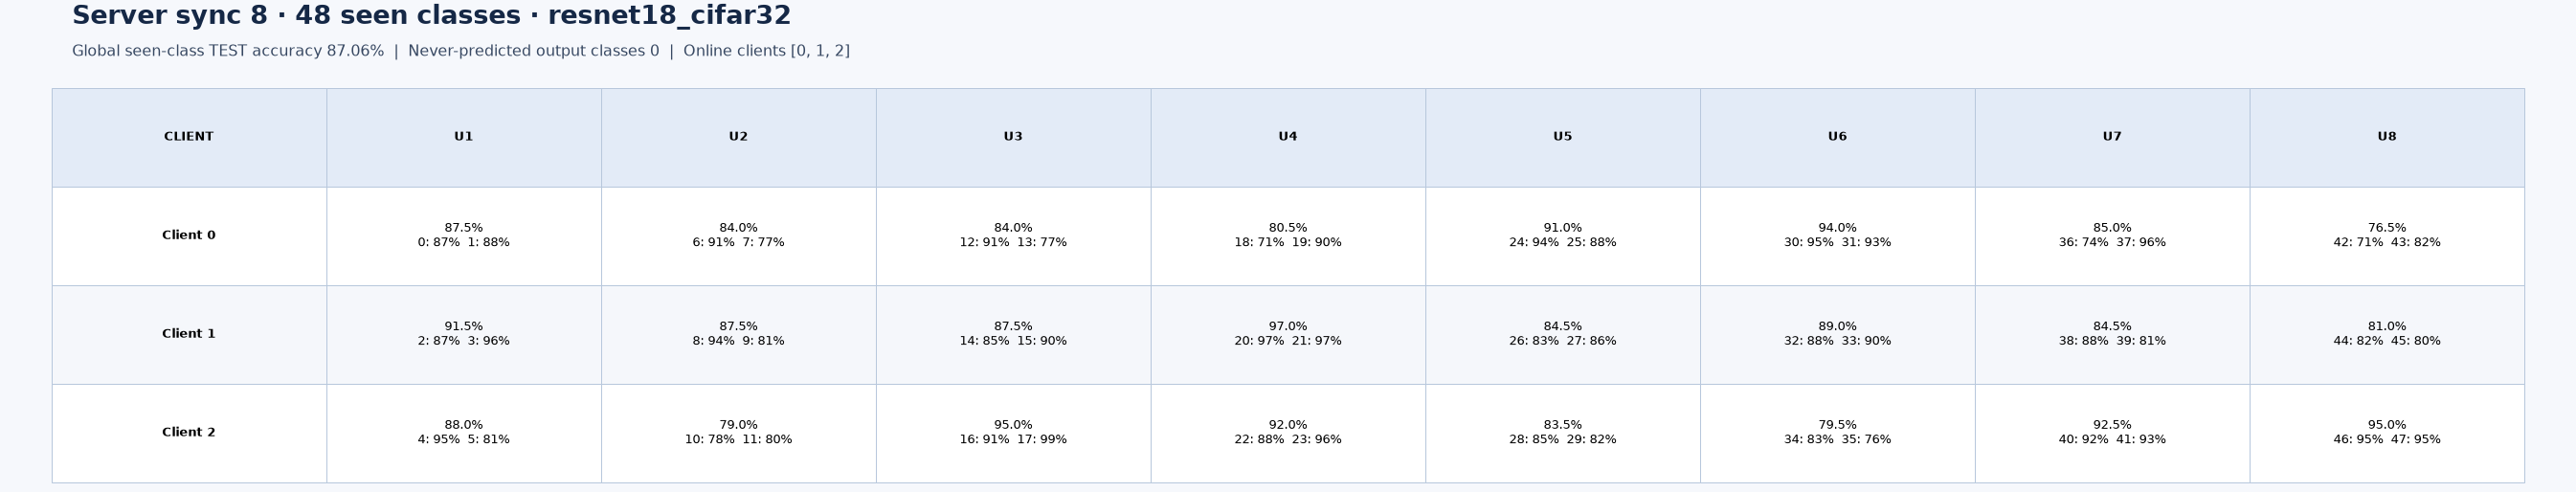 Server sync 8 · 48 seen classes · resnet18_cifar32
Global seen-class TEST accuracy 87.06% | Never-predicted output classes 0 | Online clients [0, 1, 2]
CLIENT U1 U2 U3 U4 U5 U6 U7 U8
87.5% 84.0% 84.0% 80.5% 91.0% 94.0% 85.0% 76.5%
Client 0 0: 87% 1: 88% 6: 91% 7: 77% 12: 91% 13: 77% 18: 71% 19: 90% 24: 94% 25: 88% 30: 95% 31: 93% 36: 74% 37: 96% 42: 71% 43: 82%
91.5% 87.5% 87.5% 97.0% 84.5% 89.0% 84.5% 81.0%
Client 1 2: 87% 3: 96% 8: 94% 9: 81% 14: 85% 15: 90% 20: 97% 21: 97% 26: 83% 27: 86% 32: 88% 33: 90% 38: 88% 39: 81% 44: 82% 45: 80%
88.0% 79.0% 95.0% 92.0% 83.5% 79.5% 92.5% 95.0%
Client 2 4: 95% 5: 81% 10: 78% 11: 80% 16: 91% 17: 99% 22: 88% 23: 96% 28: 85% 29: 82% 34: 83% 35: 76% 40: 92% 41: 93% 46: 95% 47: 95%